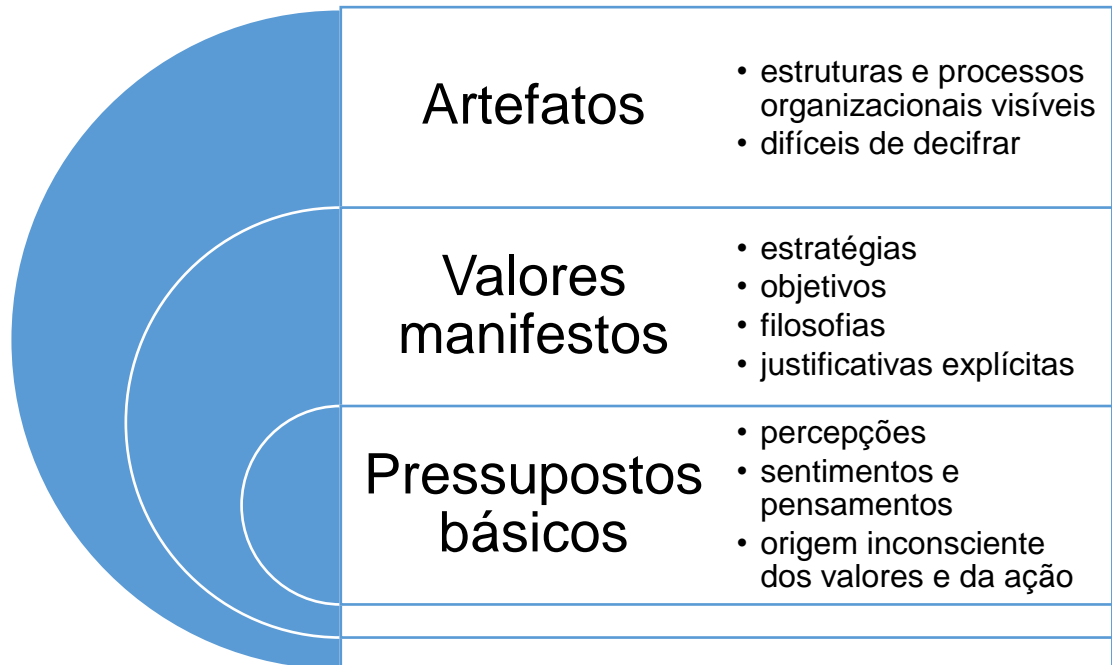 Artefatos
• estruturas e processos
organizacionais visíveis
• difíceis de decifrar
Valores
manifestos
• estratégias
• objetivos
• filosofias
• justificativas explícitas
Pressupostos
básicos
• percepções
• sentimentos e
pensamentos
• origem inconsciente
dos valores e da ação